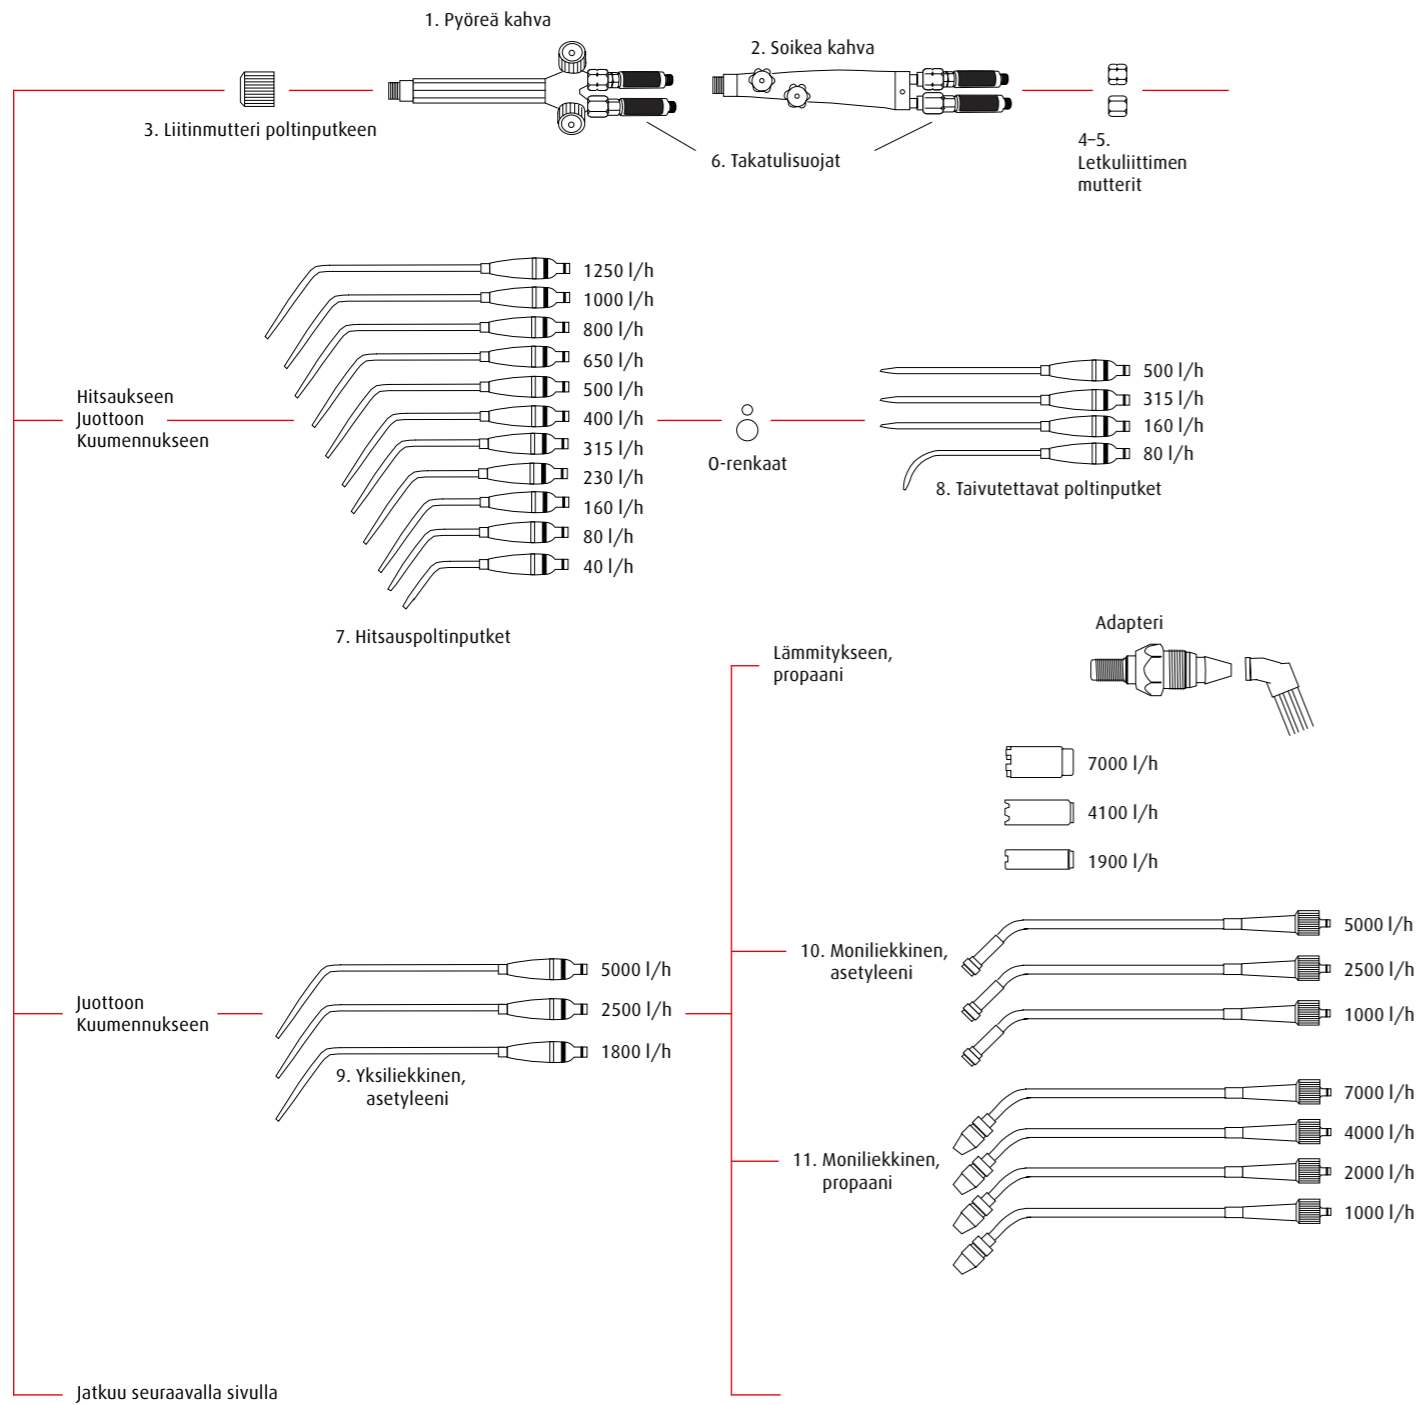 1. Pyöreä kahva
2. Soikea kahva
3. Liitinmutteri poltinputkeen
6. Takatulisuojat
4–5.
Letkuliittimen
mutterit
Hitsaukseen
Juottoon
Kuumennukseen
1250 l/h
1000 l/h
800 l/h
650 l/h
500 l/h
400 l/h
315 l/h
230 l/h
160 l/h
80 l/h
40 l/h
7. Hitsauspoltinputket
O-renkaat
500 l/h
315 l/h
160 l/h
80 l/h
8. Taivutettavat poltinputket
Lämmitykseen,
propaani
Adapteri
7000 l/h
4100 l/h
1900 l/h
Juottoon
Kuumennukseen
5000 l/h
2500 l/h
1800 l/h
9. Yksiliekkinen,
asetyleeni
10. Moniliekkinen,
asetyleeni
5000 l/h
2500 l/h
1000 l/h
11. Moniliekkinen,
propaani
7000 l/h
4000 l/h
2000 l/h
1000 l/h
Jatkuu seuraavalla sivulla